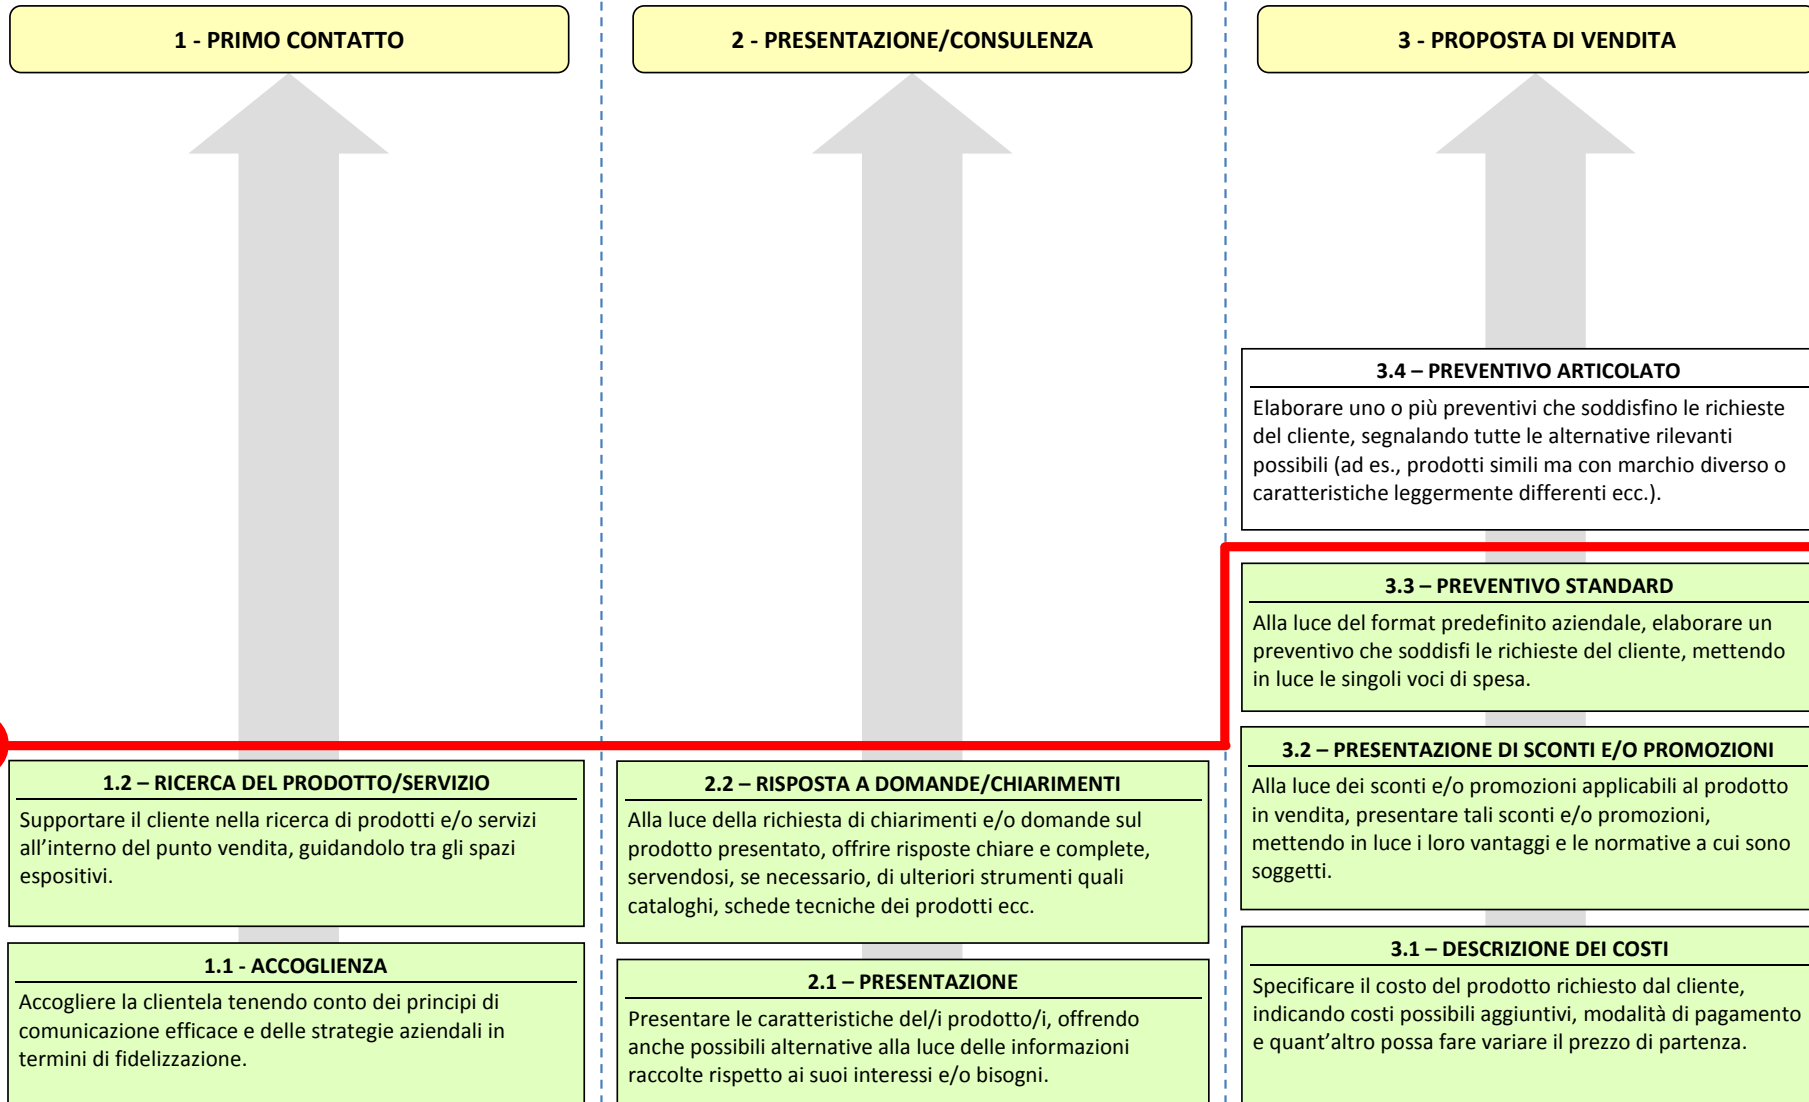 1 - PRIMO CONTATTO
2 - PRESENTAZIONE/CONSULENZA
3 - PROPOSTA DI VENDITA
3.4 – PREVENTIVO ARTICOLATO
Elaborare uno o più preventivi che soddisfino le richieste
del cliente, segnalando tutte le alternative rilevanti
possibili (ad es., prodotti simili ma con marchio diverso o
caratteristiche leggermente differenti ecc.).
3.3 – PREVENTIVO STANDARD
Alla luce del format predefinito aziendale, elaborare un
preventivo che soddisfi le richieste del cliente, mettendo
in luce le singoli voci di spesa.
1.2 – RICERCA DEL PRODOTTO/SERVIZIO
Supportare il cliente nella ricerca di prodotti e/o servizi
all'interno del punto vendita, guidandolo tra gli spazi
espositivi.
2.2 – RISPOSTA A DOMANDE/CHIARIMENTI
Alla luce della richiesta di chiarimenti e/o domande sul
prodotto presentato, offrire risposte chiare e complete,
servendosi, se necessario, di ulteriori strumenti quali
cataloghi, schede tecniche dei prodotti ecc.
3.2 – PRESENTAZIONE DI SCONTI E/O PROMOZIONI
Alla luce dei sconti e/o promozioni applicabili al prodotto
in vendita, presentare tali sconti e/o promozioni,
mettendo in luce i loro vantaggi e le normative a cui sono
soggetti.
1.1 - ACCOGLIENZA
Accogliere la clientela tenendo conto dei principi di
comunicazione efficace e delle strategie aziendali in
termini di fidelizzazione.
2.1 – PRESENTAZIONE
Presentare le caratteristiche del/i prodotto/i, offrendo
anche possibili alternative alla luce delle informazioni
raccolte rispetto ai suoi interessi e/o bisogni.
3.1 – DESCRIZIONE DEI COSTI
Specificare il costo del prodotto richiesto dal cliente,
indicando costi possibili aggiuntivi, modalità di pagamento
e quant'altro possa fare variare il prezzo di partenza.